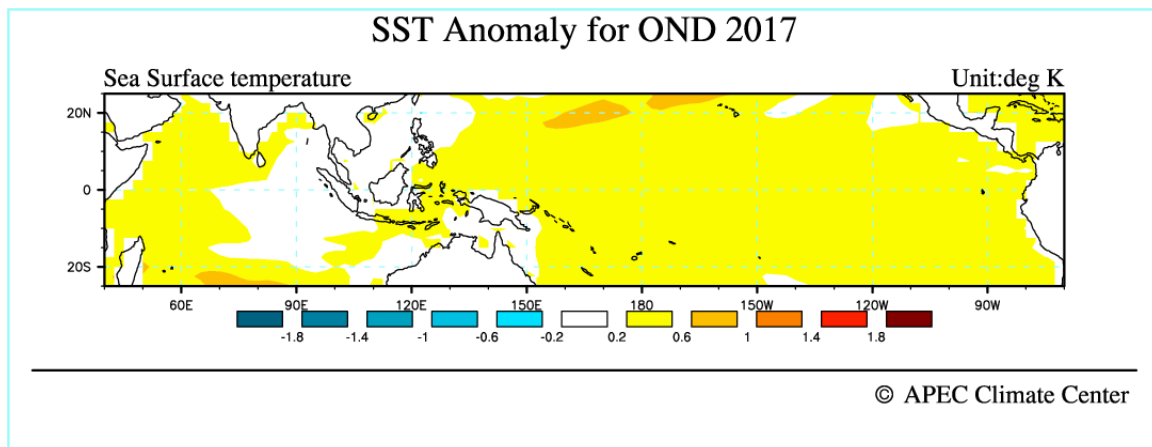 SST Anomaly for OND 2017
Sea Surface temperature Unit:deg K
20N
0
20S
60E 90E 120E 150E 180 150W 120W 90W
-1.8 -1.4 -1 -0.6 -0.2 0.2 0.6 1 1.4 1.8
© APEC Climate Center